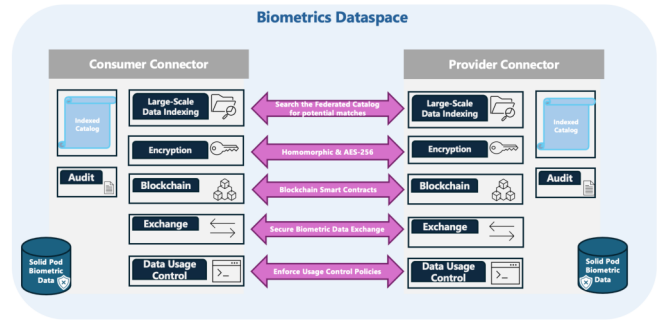 Biometrics Dataspace
Consumer Connector
Provider Connector
Indexed
Catalog
Large-Scale
Data Indexing
Search the Federated Catalog
for potential matches
Large-Scale
Data Indexing
Indexed
Catalog
Encryption
Homomorphic & AES-256
Encryption
Audit
Blockchain
Blockchain Smart Contracts
Blockchain
Audit
Exchange
Secure Biometric Data Exchange
Exchange
Solid Pod
Biometric
Data
Data Usage
Control
Enforce Usage Control Policies
Data Usage
Control
Solid Pod
Biometric
Data